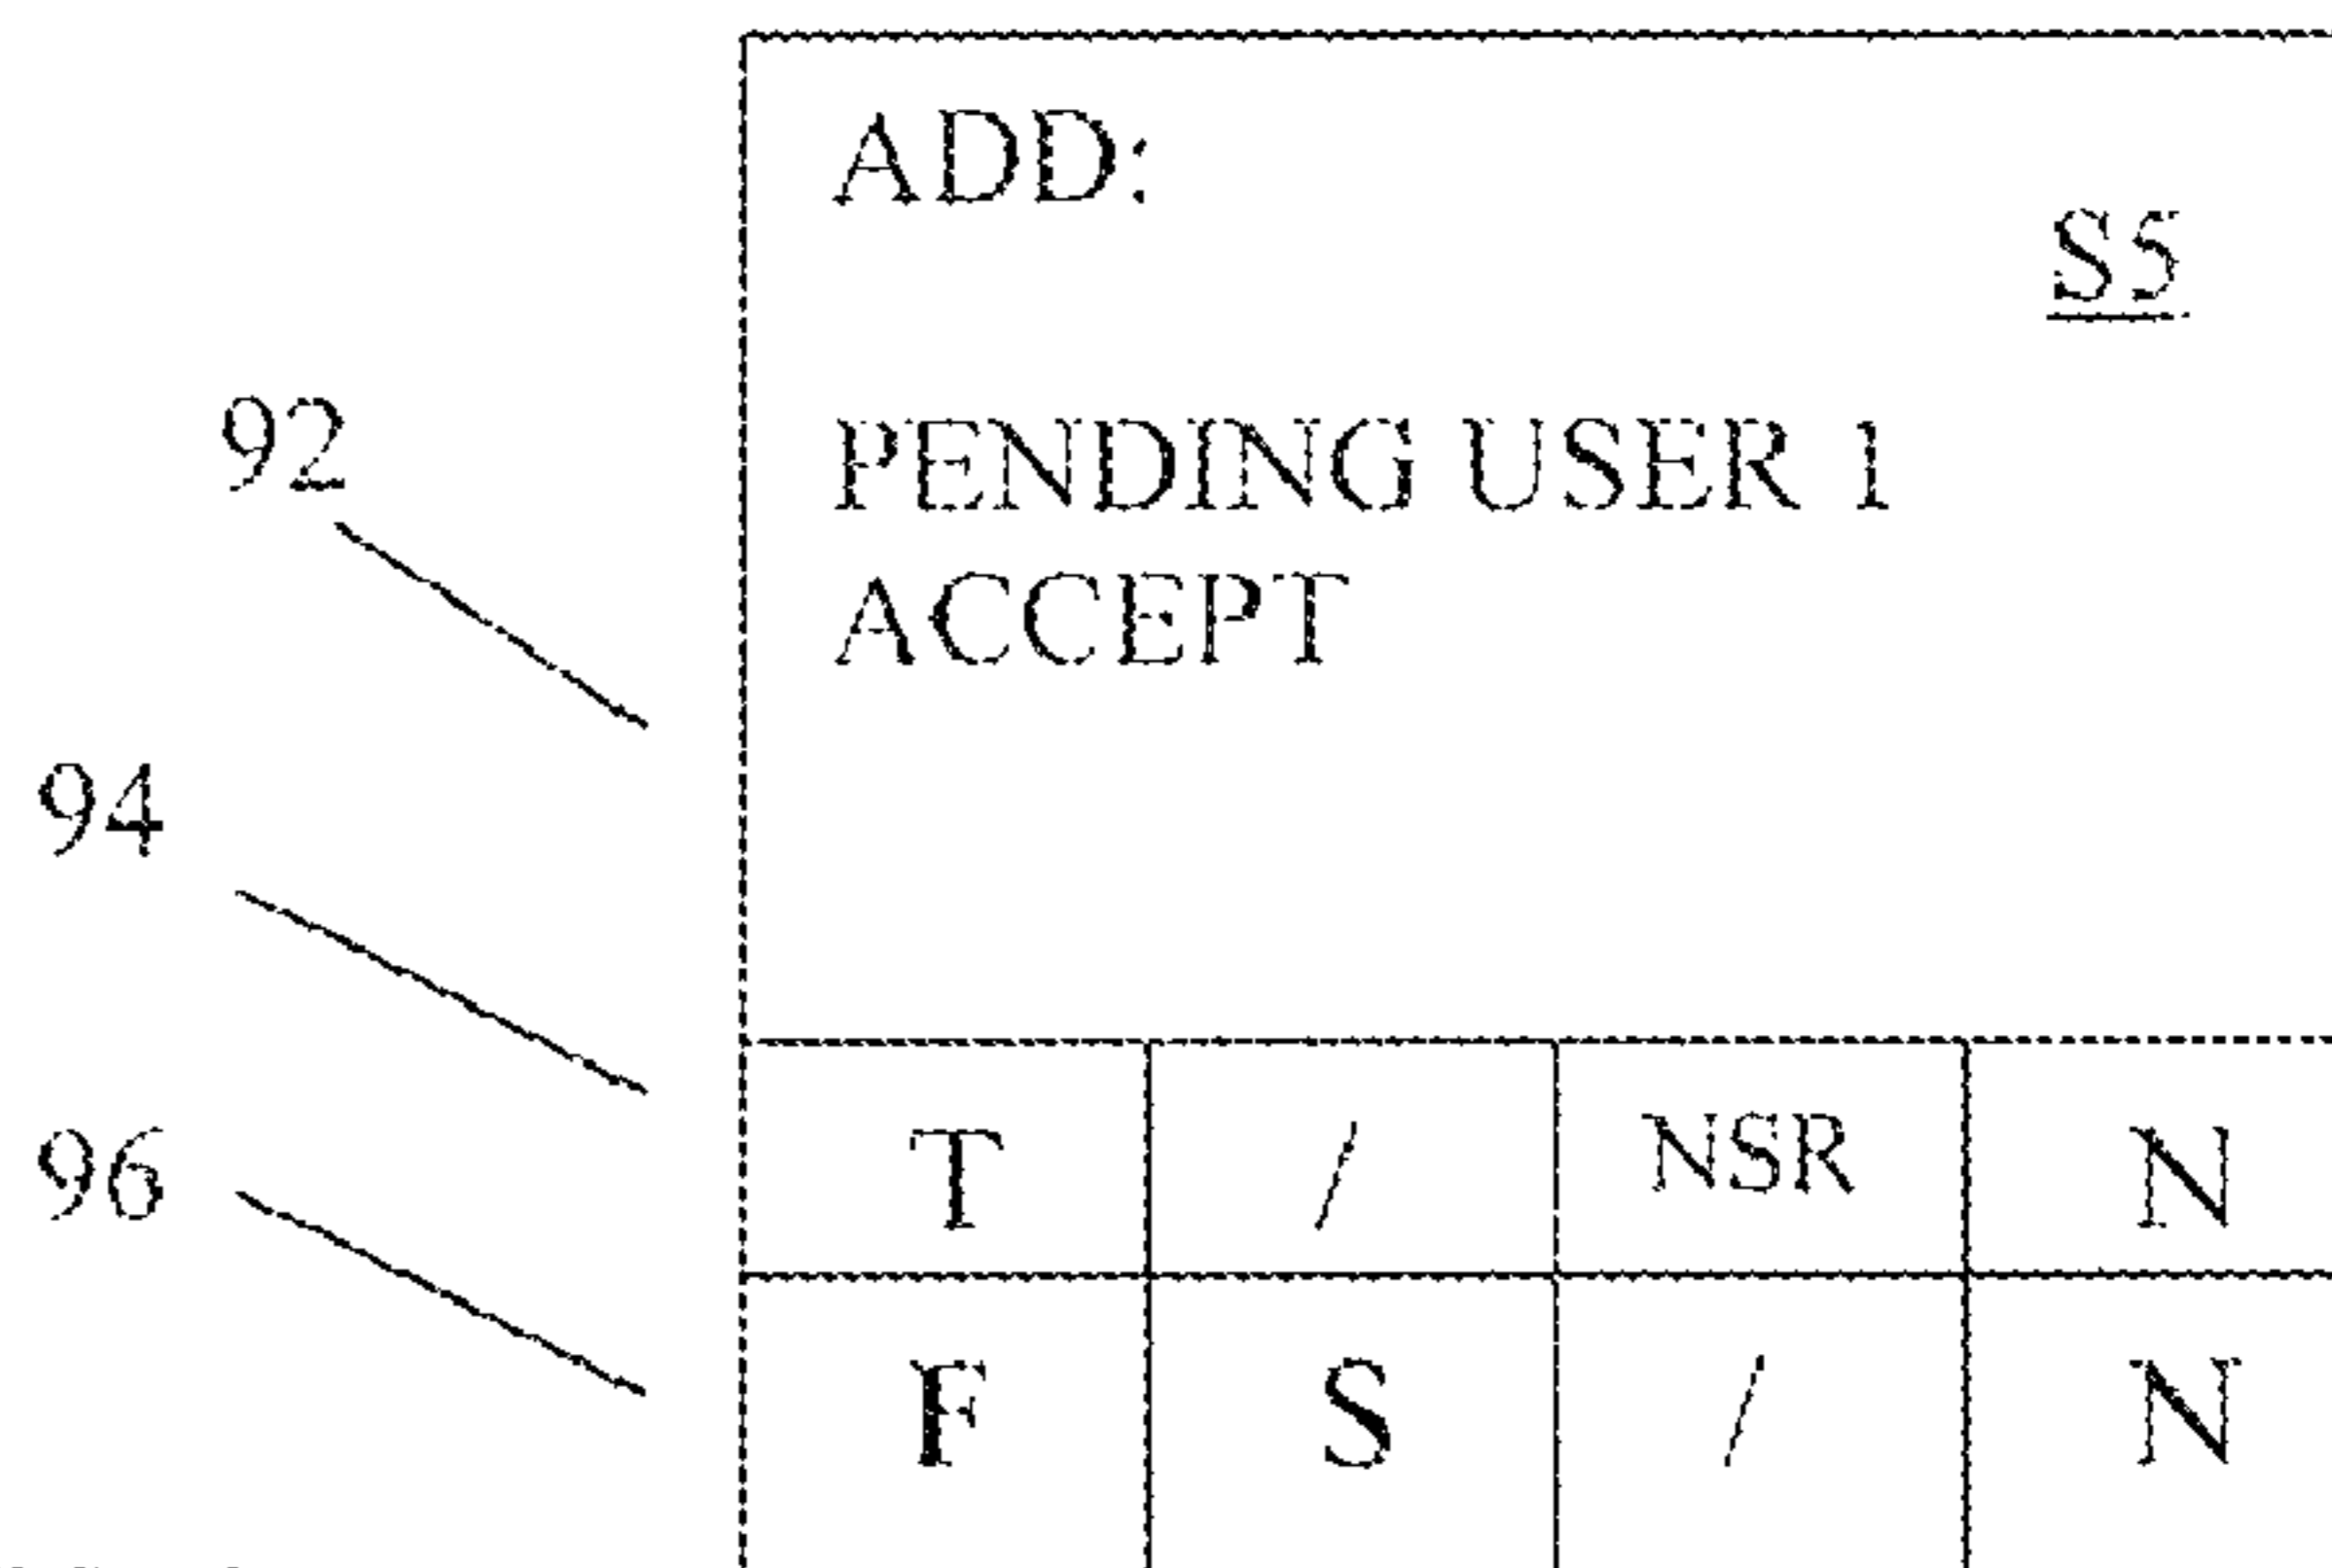 ADD:
S5
92
PENDING USER 1
ACCEPT
94
96
T / NSR N
F S / N